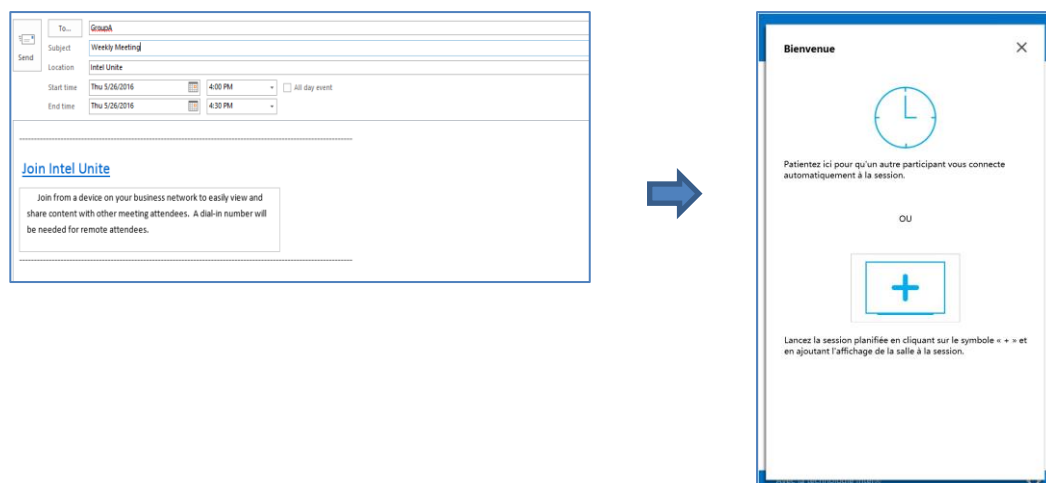 To...
GroupA
Send
Subject
Weekly Meeting
Location
Intel Unite
Start time
Thu 5/26/2016
4:00 PM
All day event
End time
Thu 5/26/2016
4:30 PM
Join Intel Unite
Join from a device on your business network to easily view and
share content with other meeting attendees. A dial-in number will
be needed for remote attendees.
Bienvenue
Patientez ici pour qu'un autre participant vous connecte
automatiquement à la session.
OU
Lancez la session planifiée en cliquant sur le symbole « + » et
en ajoutant l'affichage de la salle à la session.